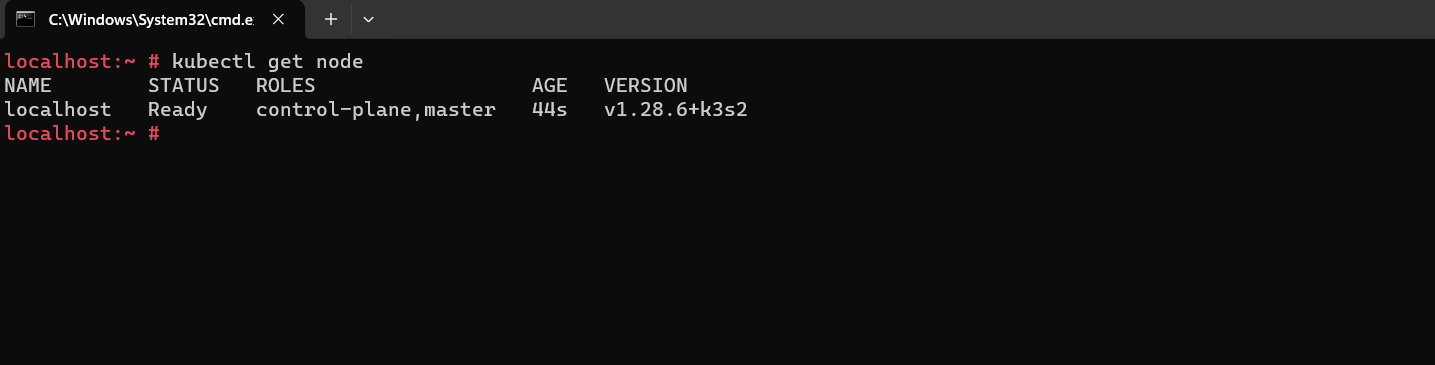 C:\Windows\System32\cmd.e
localhost:~ # kubectl get node
NAME STATUS ROLES AGE VERSION
localhost Ready control-plane,master 44s v1.28.6+k3s2
localhost:~ #